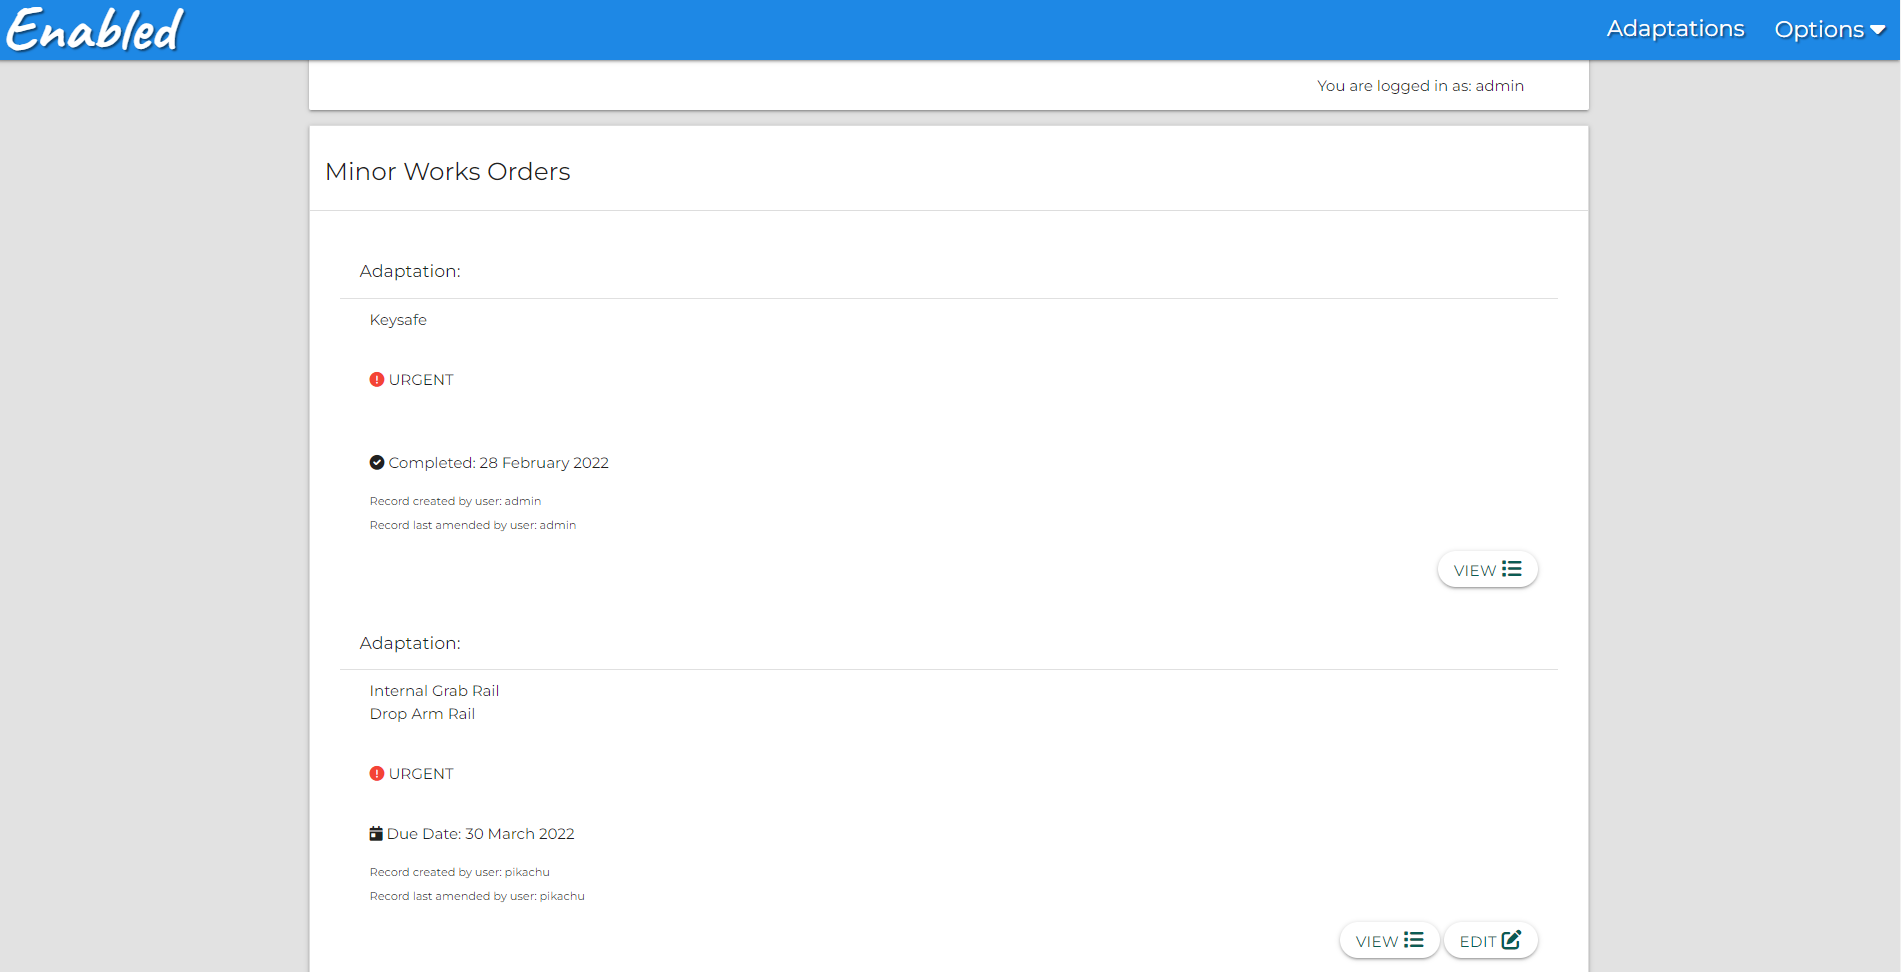 Enabled
Adaptations
Options
You are logged in as: admin
Minor Works Orders
Adaptation:
Keysafe
URGENT
Completed: 28 February 2022
Record created by user: admin
Record last amended by user: admin
VIEW
Adaptation:
Internal Grab Rail
Drop Arm Rail
URGENT
Due Date: 30 March 2022
Record created by user: pikachu
Record last amended by user: pikachu
VIEW
EDIT